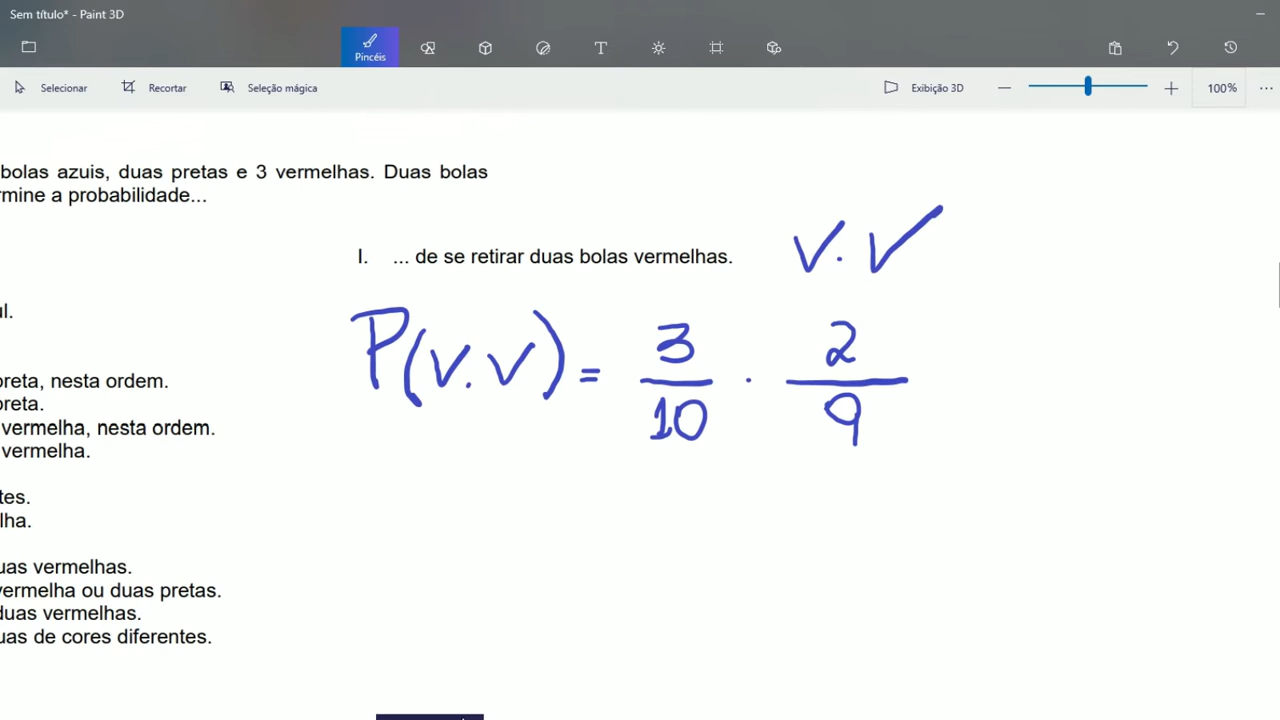 Sem título* - Paint 3D
Pincéis
Selecionar Recortar Seleção mágica Exibição 3D 100%
bolas azuis, duas pretas e 3 vermelhas. Duas bolas
rmine a probabilidade...
I. ... de se retirar duas bolas vermelhas. V . V
P(V.V) = 3/10 . 2/9
ul.
preta, nesta ordem.
preta.
vermelha, nesta ordem.
vermelha.
tes.
lha.
uas vermelhas.
vermelha ou duas pretas.
duas vermelhas.
uas de cores diferentes.